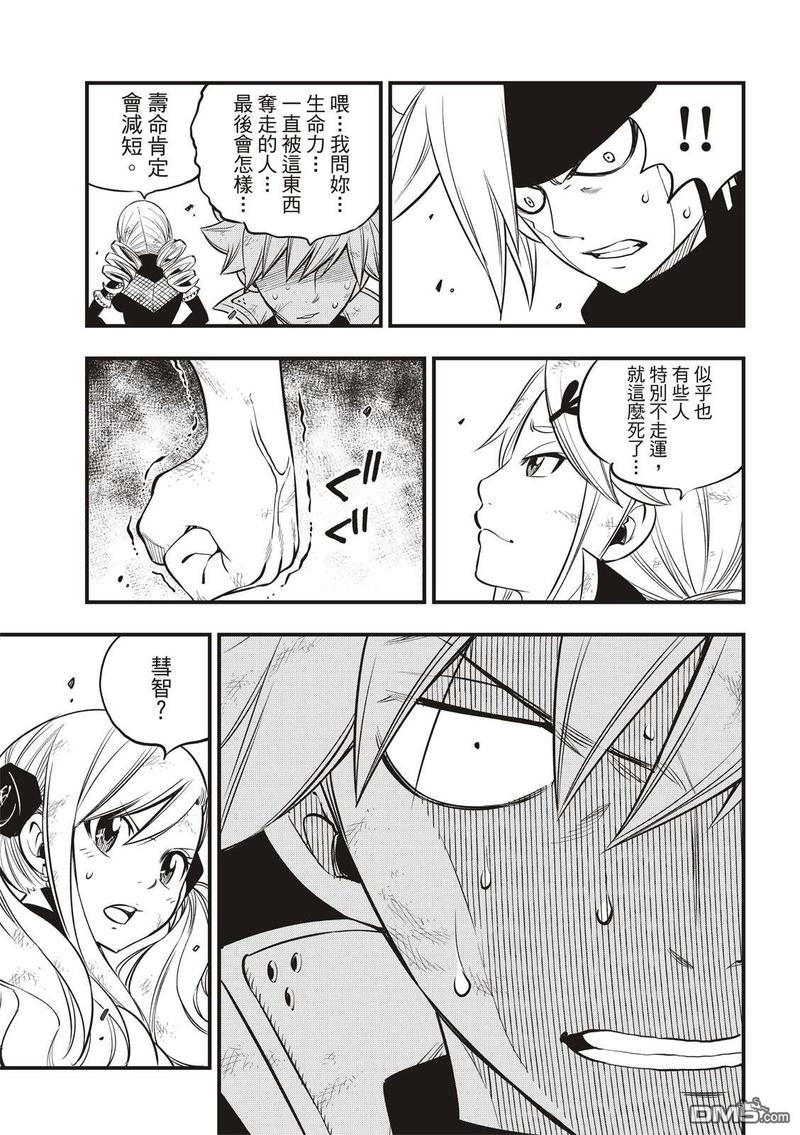 !!
喂…我問妳…
生命力…
一直被這東西
奪走的人…
最後會怎樣…
壽命肯定
會減短。
似乎也
有些人
特別不走運，
就這麼死了…
ぐぐ
彗智?
DM5.com